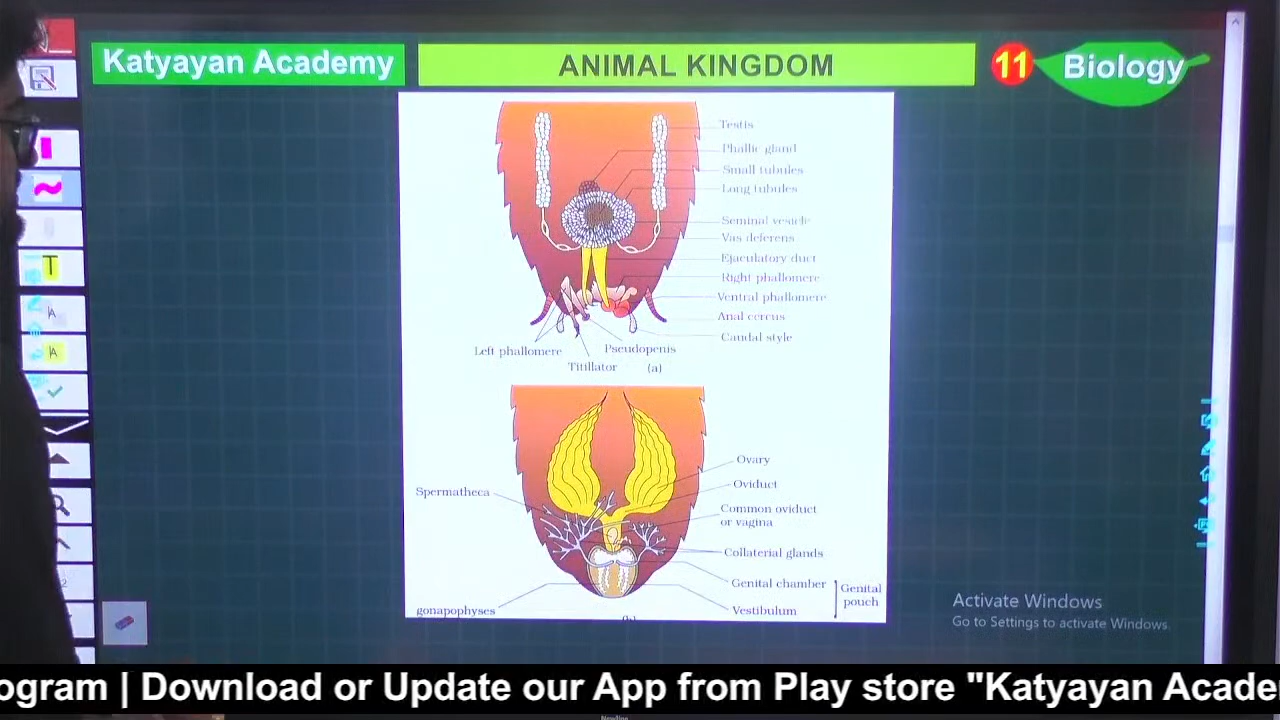 Katyayan Academy
ANIMAL KINGDOM
11 Biology
Testis
Phallic gland
Small tubules
Long tubules
Seminal vesicle
Vas deferens
Ejaculatory duct
Right phallomere
Ventral phallomere
Anal cercus
Caudal style
Left phallomere
Pseudopenis
Titillator
(a)
Ovary
Oviduct
Spermatheca
Common oviduct
or vagina
Collaterial glands
Genital chamber
Genital
pouch
gonapophyses
Vestibulum
Activate Windows
Go to Settings to activate Windows.
T
A
A
ogram | Download or Update our App from Play store "Katyayan Acade